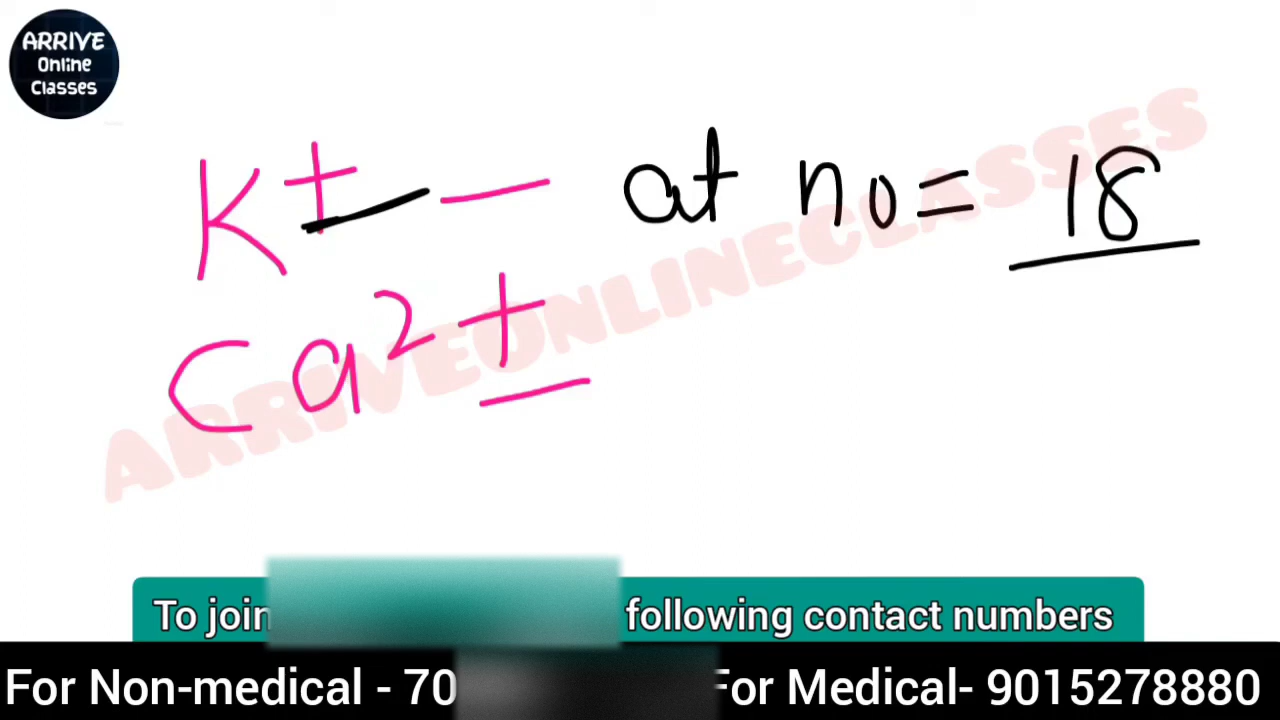 ARRIVE
Online
Classes
K+ — at no = 18
Ca2+
ARRIVEONLINECLASSES
To join following contact numbers
For Non-medical - 70 For Medical- 9015278880